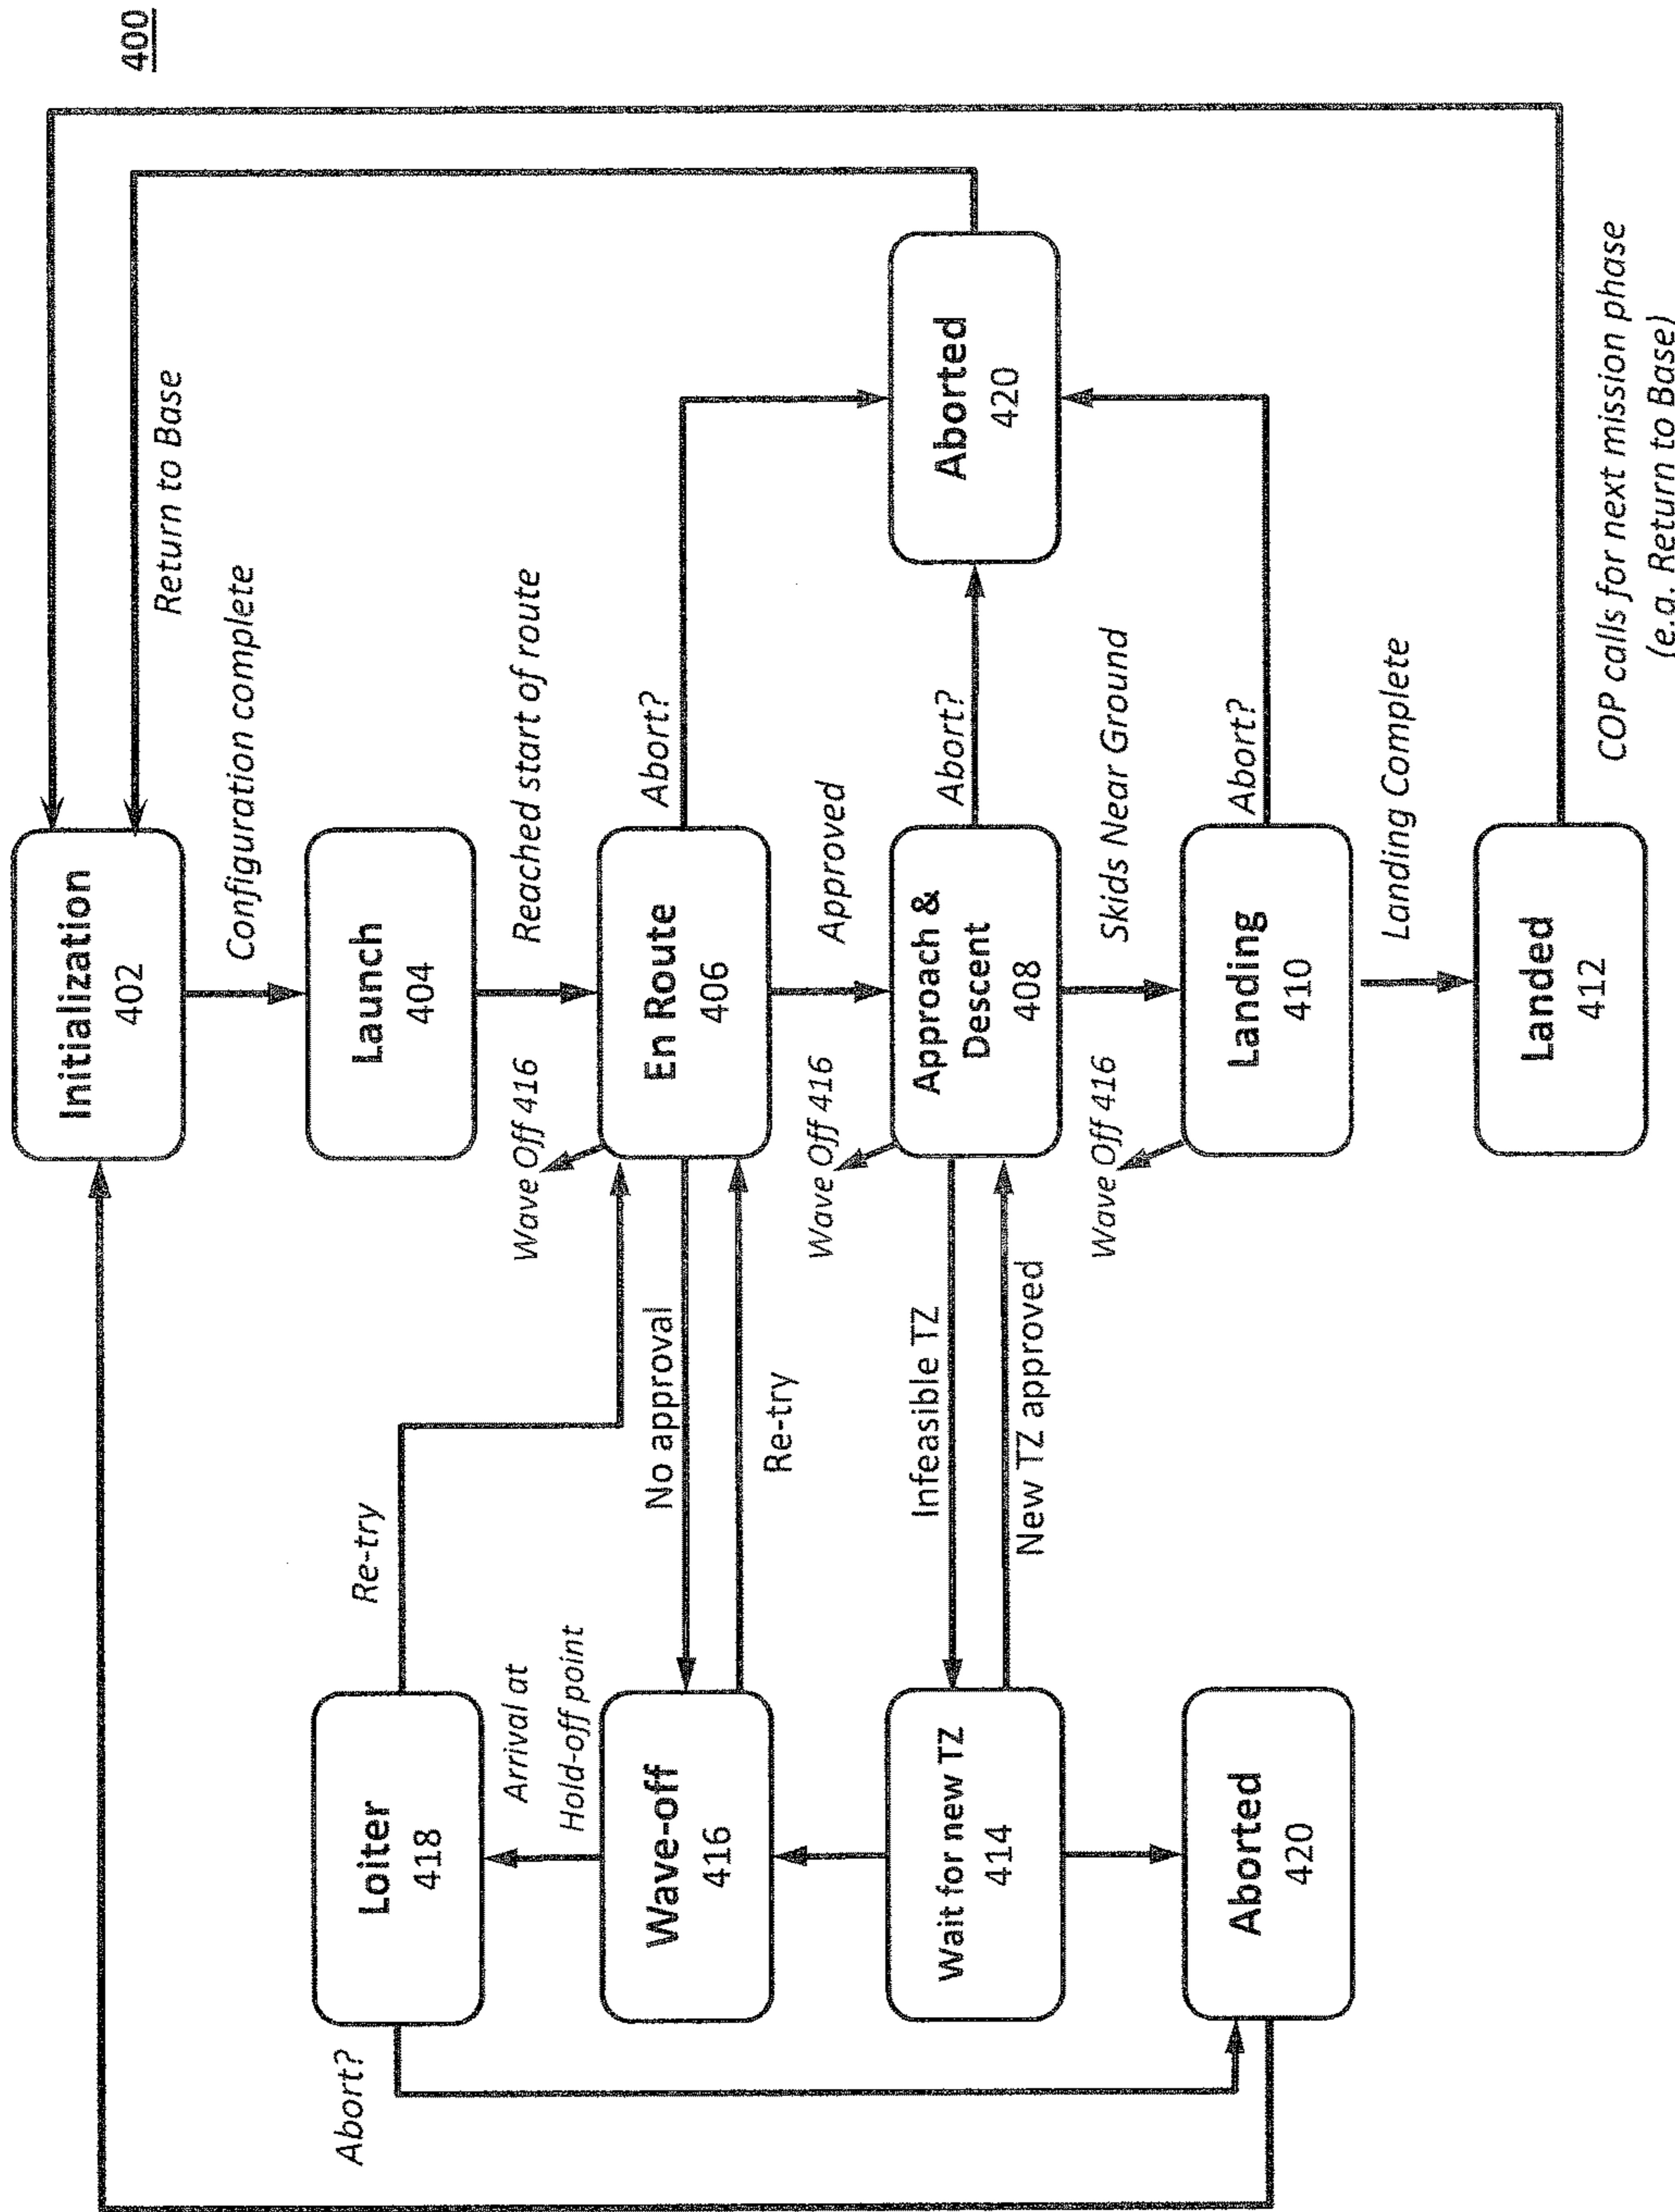 400
Initialization
402
Return to Base
Configuration complete
Launch
404
Reached start of route
Re-try
Loiter
418
Abort?
Arrival at
Hold-off point
Wave Off 416
En Route
406
Abort?
No approval
Re-try
Wave-off
416
Approved
Wave Off 416
Approach &
Descent
408
Abort?
Aborted
420
Infeasible TZ
New TZ approved
Wait for new TZ
414
Skids Near Ground
Wave Off 416
Landing
410
Abort?
Aborted
420
Landing Complete
Landed
412
COP calls for next mission phase
(e.g. Return to Base)